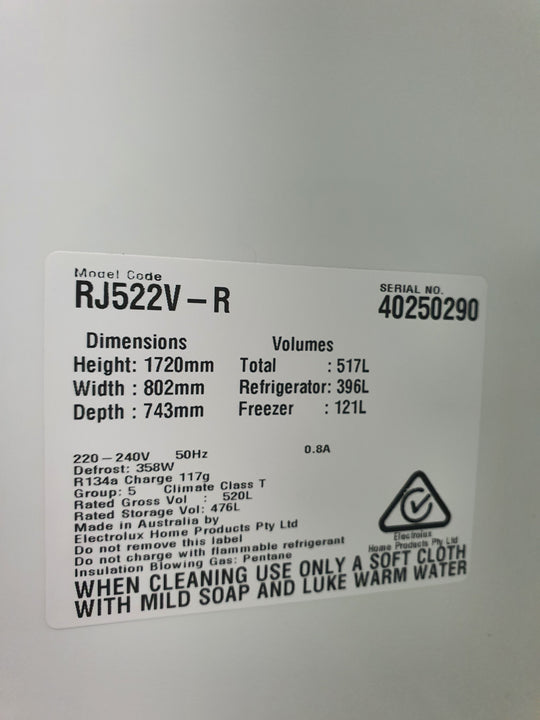 Model Code
RJ522V-R
SERIAL NO.
40250290
Dimensions
Height: 1720mm
Width : 802mm
Depth : 743mm
Volumes
Total : 517L
Refrigerator: 396L
Freezer : 121L
220-240V 50Hz 0.8A
Defrost: 358W
R134a Charge 117g
Group: 5 Climate Class T
Rated Gross Vol : 520L
Rated Storage Vol: 476L
Made in Australia by
Electrolux Home Products Pty Ltd
Do not remove this label
Do not charge with flammable refrigerant
Insulation Blowing Gas: Pentane
Electrolux
Home Products Pty Ltd
WHEN CLEANING USE ONLY A SOFT CLOTH
WITH MILD SOAP AND LUKE WARM WATER